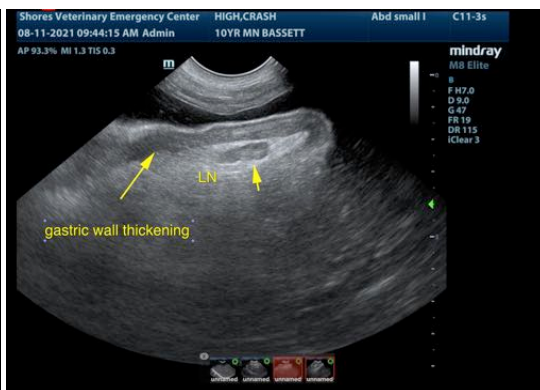 Shores Veterinary Emergency Center HIGH,CRASH Abd small I C11-3s
08-11-2021 09:44:15 AM Admin 10YR MN BASSETT
AP 93.3% MI 1.3 TIS 0.3
mindray
M8 Elite
m
B
F H7.0
D 9.0
G 47
FR 19
DR 115
iClear 3
LN
gastric wall thickening
unnamed unnamed unnamed unnamed